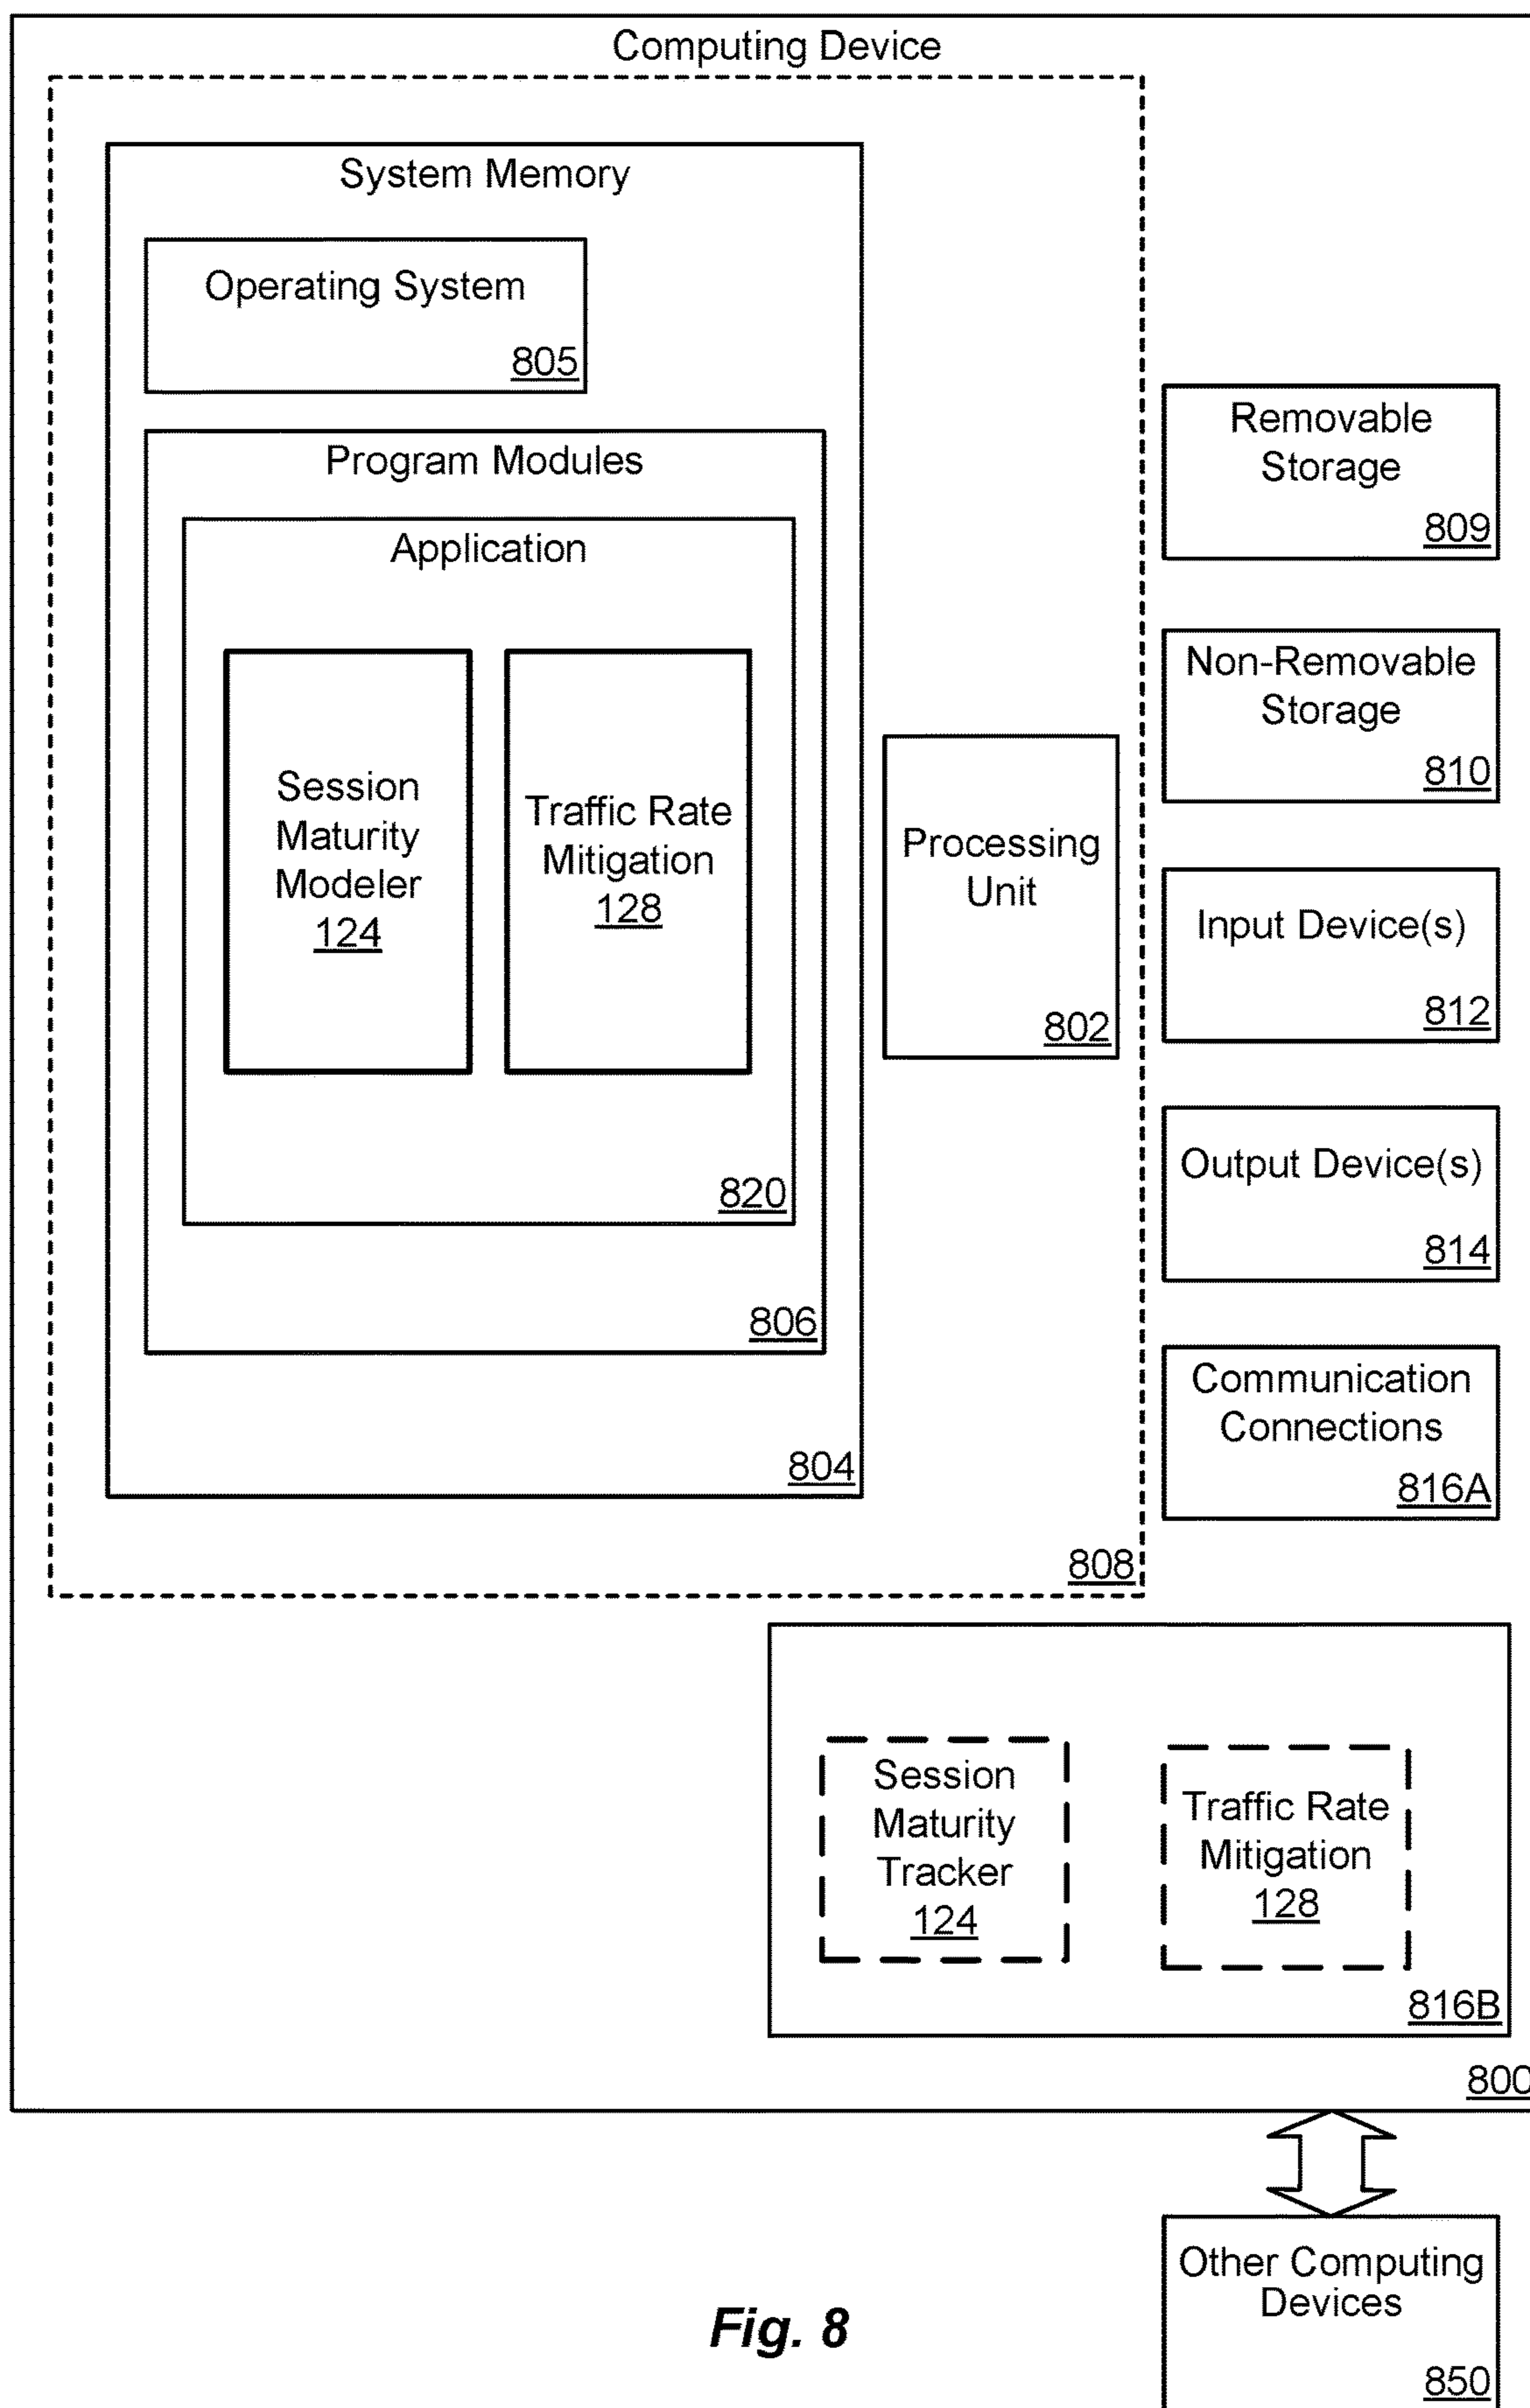 Computing Device
System Memory
Operating System
805
Program Modules
Application
Session
Maturity
Modeler
124
Traffic Rate
Mitigation
128
820
806
804
Processing
Unit
802
808
Removable
Storage
809
Non-Removable
Storage
810
Input Device(s)
812
Output Device(s)
814
Communication
Connections
816A
Session
Maturity
Tracker
124
Traffic Rate
Mitigation
128
816B
800
Other Computing
Devices
850
Fig. 8